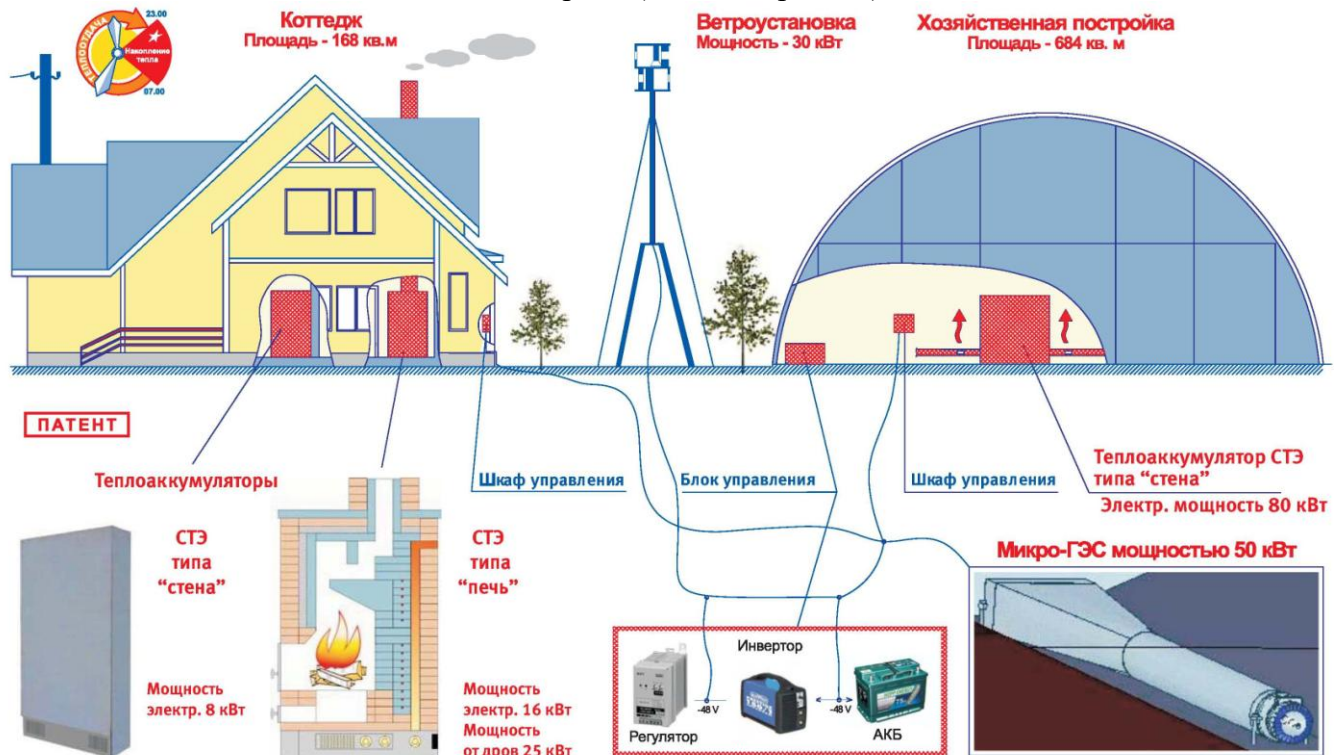 23.00
ТЕПЛООТДАЧА
Накопление
тепла
07.00
Коттедж
Площадь - 168 кв.м
Ветроустановка
Мощность - 30 кВт
Хозяйственная постройка
Площадь - 684 кв. м
ПАТЕНТ
Теплоаккумуляторы
Шкаф управления
Блок управления
Шкаф управления
Теплоаккумулятор СТЭ
типа “стена”
Электр. мощность 80 кВт
СТЭ
типа
“стена”
Мощность
электр. 8 кВт
СТЭ
типа
“печь”
Мощность
электр. 16 кВт
Мощность
от дров 25 кВт
Микро-ГЭС мощностью 50 кВт
Инвертор
-48 V
-48 V
Регулятор
АКБ